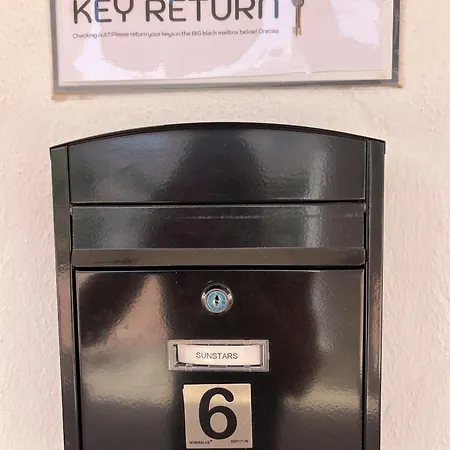 KEY RETURN
Checking out? Please return your keys in the BIG black mailbox below! Gracias
SUNSTARS
6